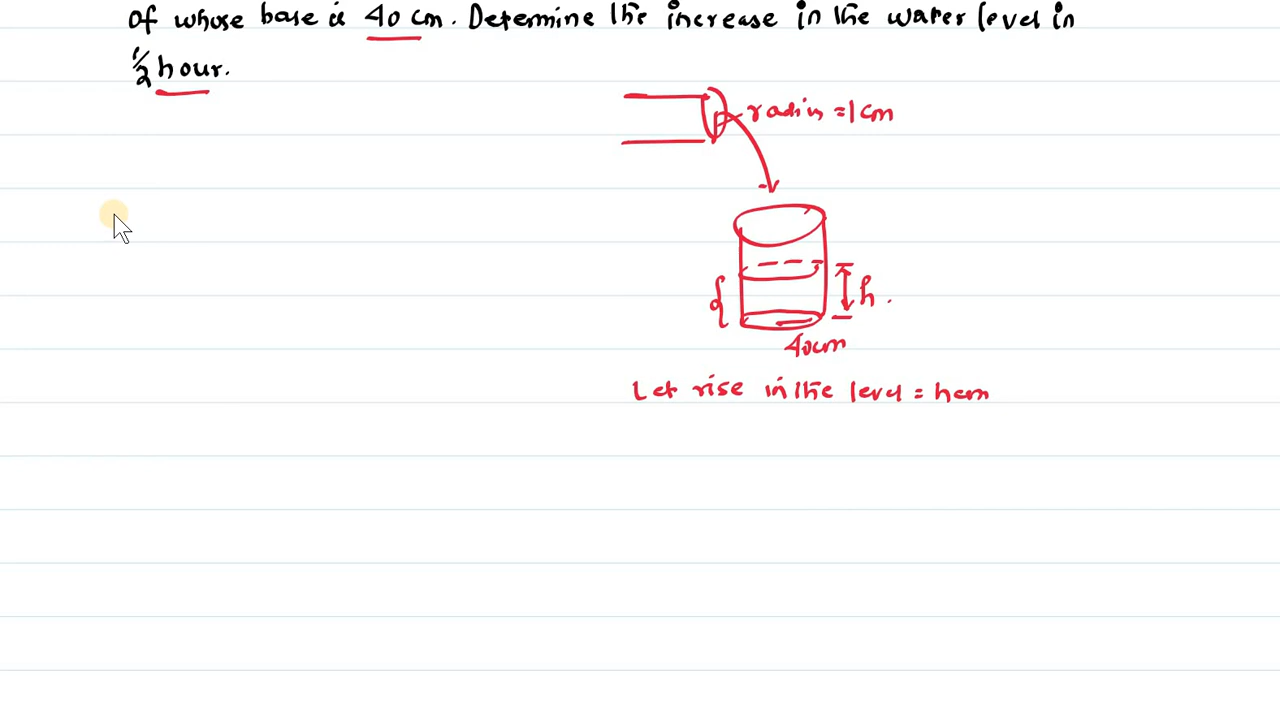 of whose base is 40 cm. Determine the increase in the water level in
1/2 hour.
radius = 1cm
h.
40cm
Let rise in the level = hcm